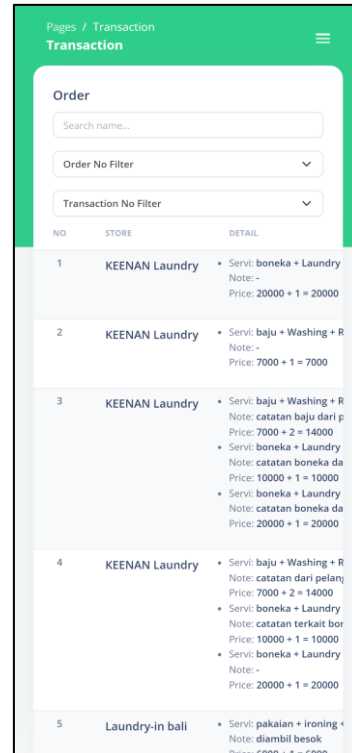 Pages / Transaction
Transaction
Order
Search name...
Order No Filter
Transaction No Filter
NO STORE DETAIL
1 KEENAN Laundry • Servi: boneka + Laundry
Note: -
Price: 20000 + 1 = 20000
2 KEENAN Laundry • Servi: baju + Washing + R
Note: -
Price: 7000 + 1 = 7000
3 KEENAN Laundry • Servi: baju + Washing + R
Note: catatan baju dari p
Price: 7000 + 2 = 14000
• Servi: boneka + Laundry
Note: catatan boneka da
Price: 10000 + 1 = 10000
• Servi: boneka + Laundry
Note: catatan boneka da
Price: 20000 + 1 = 20000
4 KEENAN Laundry • Servi: baju + Washing + R
Note: catatan dari pelang
Price: 7000 + 2 = 14000
• Servi: boneka + Laundry
Note: catatan terkait bon
Price: 10000 + 1 = 10000
• Servi: boneka + Laundry
Note: -
Price: 20000 + 1 = 20000
5 Laundry-in bali • Servi: pakaian + ironing +
Note: diambil besok
Price: 6000 + 1 = 6000